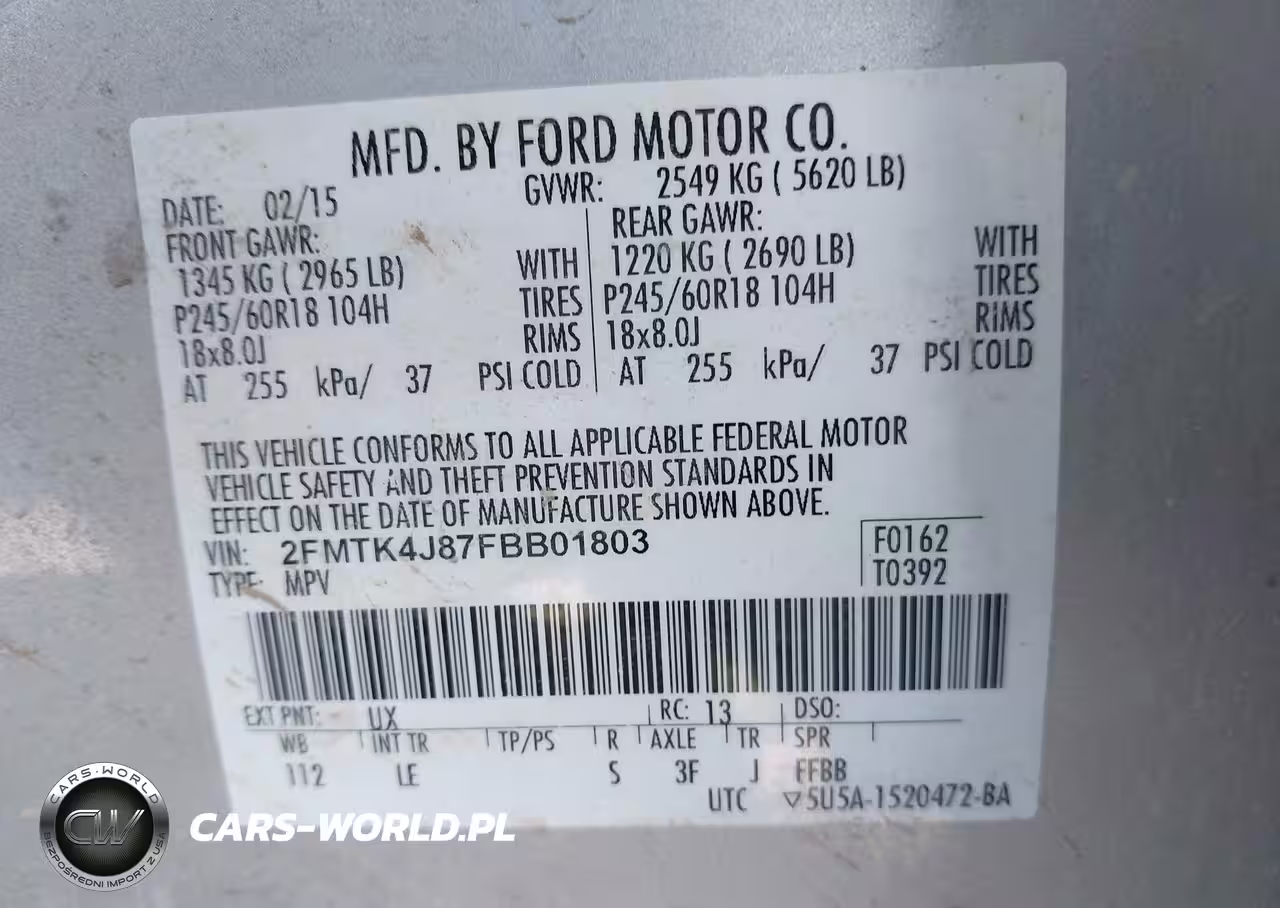 MFD. BY FORD MOTOR CO.
DATE: 02/15 GVWR: 2549 KG ( 5620 LB)
FRONT GAWR: REAR GAWR:
1345 KG ( 2965 LB) WITH 1220 KG ( 2690 LB) WITH
P245/60R18 104H TIRES P245/60R18 104H TIRES
18x8.0J RIMS 18x8.0J RIMS
AT 255 kPa/ 37 PSI COLD AT 255 kPa/ 37 PSI COLD
THIS VEHICLE CONFORMS TO ALL APPLICABLE FEDERAL MOTOR
VEHICLE SAFETY AND THEFT PREVENTION STANDARDS IN
EFFECT ON THE DATE OF MANUFACTURE SHOWN ABOVE.
VIN: 2FMTK4J87FBB01803 F0162
TYPE: MPV T0392
EXT PNT: UX RC: 13 DSO:
WB INT TR TP/PS R AXLE TR SPR
112 LE S 3F J FFBB
UTC ▽5U5A-1520472-BA
CARS-WORLD
CW
BEZPOŚREDNI IMPORT Z USA
CARS-WORLD.PL